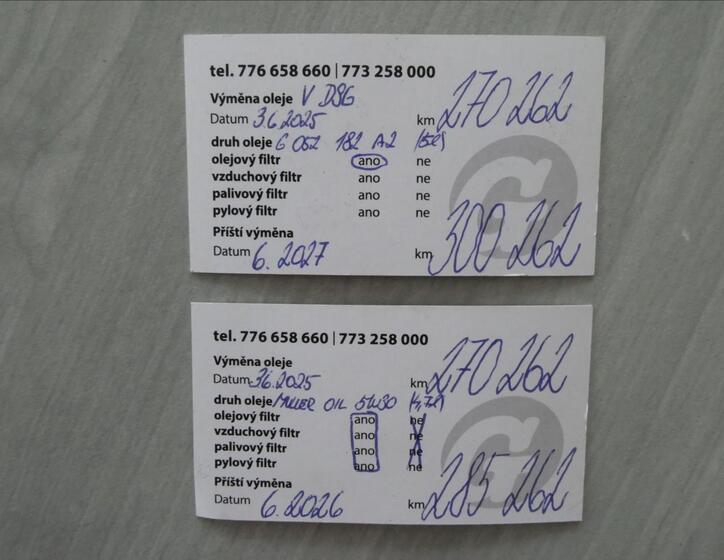 tel. 776 658 660 | 773 258 000
Výměna oleje V DSG
Datum 3.6.2025 km 270 262
druh oleje G 052 182 A2 (5l)
olejový filtr ano ne
vzduchový filtr ano ne
palivový filtr ano ne
pylový filtr ano ne
Příští výměna
Datum 6. 2027 km 300 262
tel. 776 658 660 | 773 258 000
Výměna oleje
Datum 3.6.2025 km 270 262
druh oleje MILLER OIL 5W30 (4,7l)
olejový filtr ano ne
vzduchový filtr ano ne
palivový filtr ano ne
pylový filtr ano ne
Příští výměna
Datum 6. 2026 km 285 262